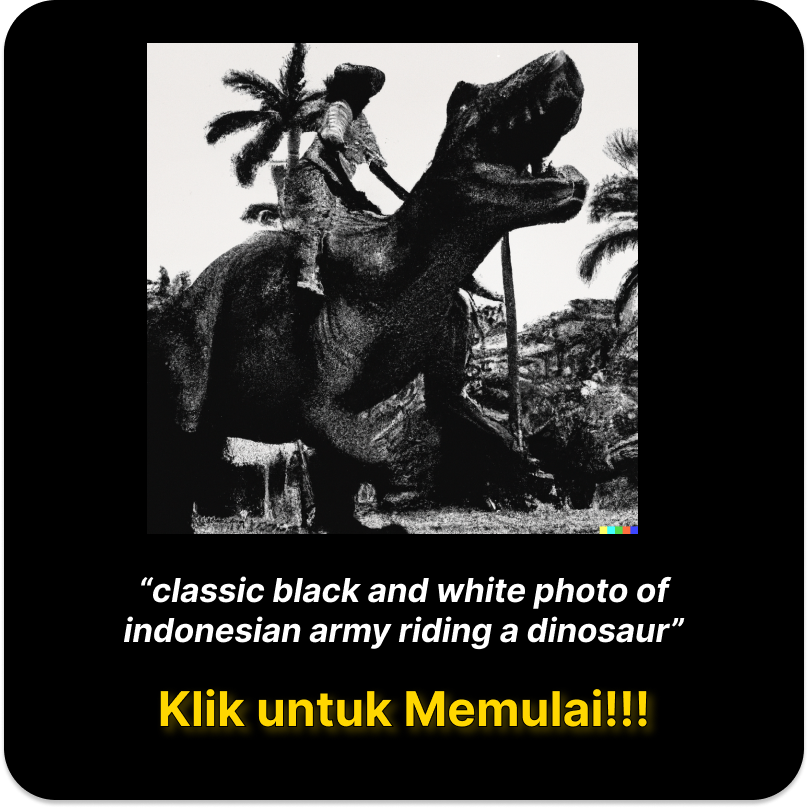 “classic black and white photo of
indonesian army riding a dinosaur”
Klik untuk Memulai!!!